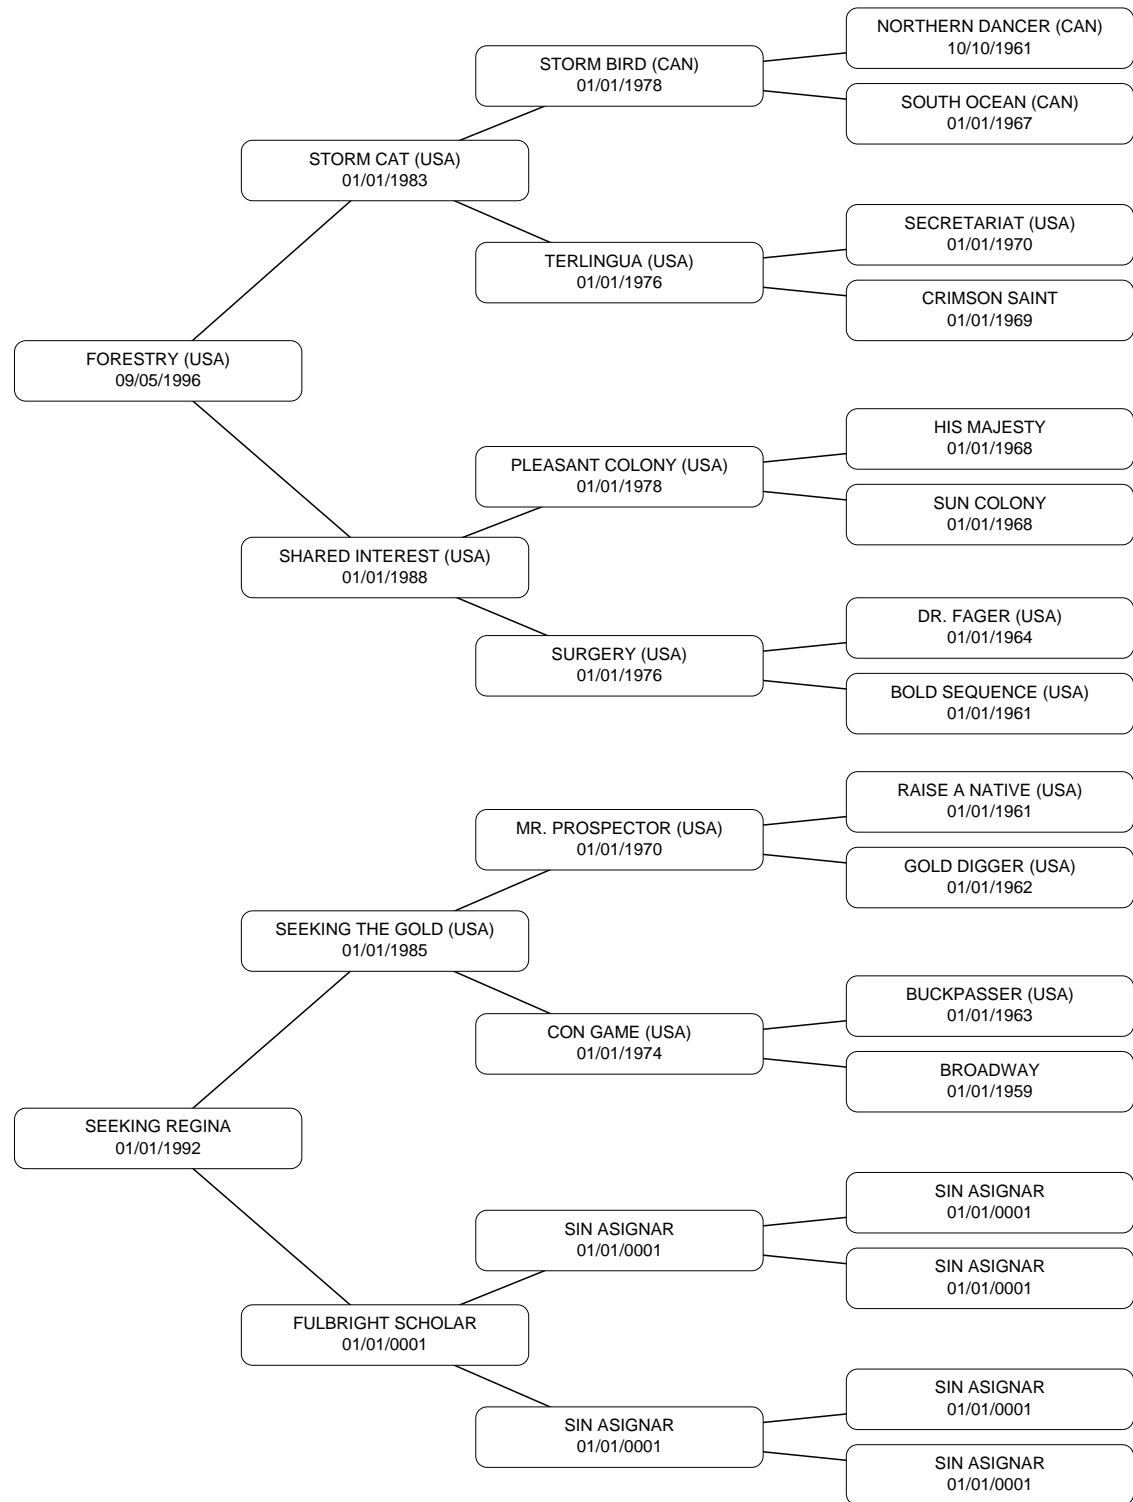 NORTHERN DANCER (CAN)
10/10/1961
STORM BIRD (CAN)
01/01/1978
SOUTH OCEAN (CAN)
01/01/1967
STORM CAT (USA)
01/01/1983
SECRETARIAT (USA)
01/01/1970
TERLINGUA (USA)
01/01/1976
CRIMSON SAINT
01/01/1969
FORESTRY (USA)
09/05/1996
HIS MAJESTY
01/01/1968
PLEASANT COLONY (USA)
01/01/1978
SUN COLONY
01/01/1968
SHARED INTEREST (USA)
01/01/1988
DR. FAGER (USA)
01/01/1964
SURGERY (USA)
01/01/1976
BOLD SEQUENCE (USA)
01/01/1961
RAISE A NATIVE (USA)
01/01/1961
MR. PROSPECTOR (USA)
01/01/1970
GOLD DIGGER (USA)
01/01/1962
SEEKING THE GOLD (USA)
01/01/1985
BUCKPASSER (USA)
01/01/1963
CON GAME (USA)
01/01/1974
BROADWAY
01/01/1959
SEEKING REGINA
01/01/1992
SIN ASIGNAR
01/01/0001
SIN ASIGNAR
01/01/0001
SIN ASIGNAR
01/01/0001
FULBRIGHT SCHOLAR
01/01/0001
SIN ASIGNAR
01/01/0001
SIN ASIGNAR
01/01/0001
SIN ASIGNAR
01/01/0001